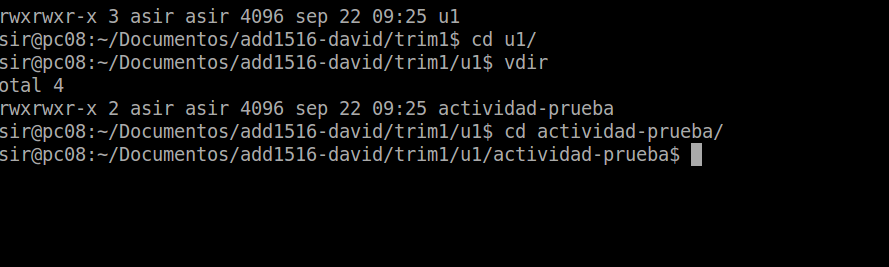 rwxrwxr-x 3 asir asir 4096 sep 22 09:25 u1
sir@pc08:~/Documentos/add1516-david/trim1$ cd u1/
sir@pc08:~/Documentos/add1516-david/trim1/u1$ vdir
otal 4
rwxrwxr-x 2 asir asir 4096 sep 22 09:25 actividad-prueba
sir@pc08:~/Documentos/add1516-david/trim1/u1$ cd actividad-prueba/
sir@pc08:~/Documentos/add1516-david/trim1/u1/actividad-prueba$